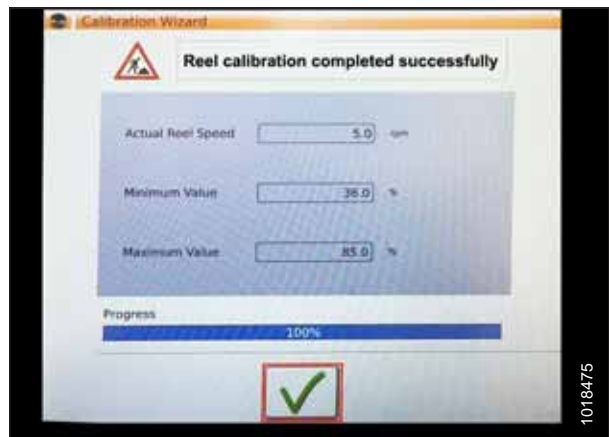 Calibration Wizard
Reel calibration completed successfully
Actual Reel Speed 5.0 rpm
Minimum Value 36.0 %
Maximum Value 85.0 %
Progress
100%
1018475